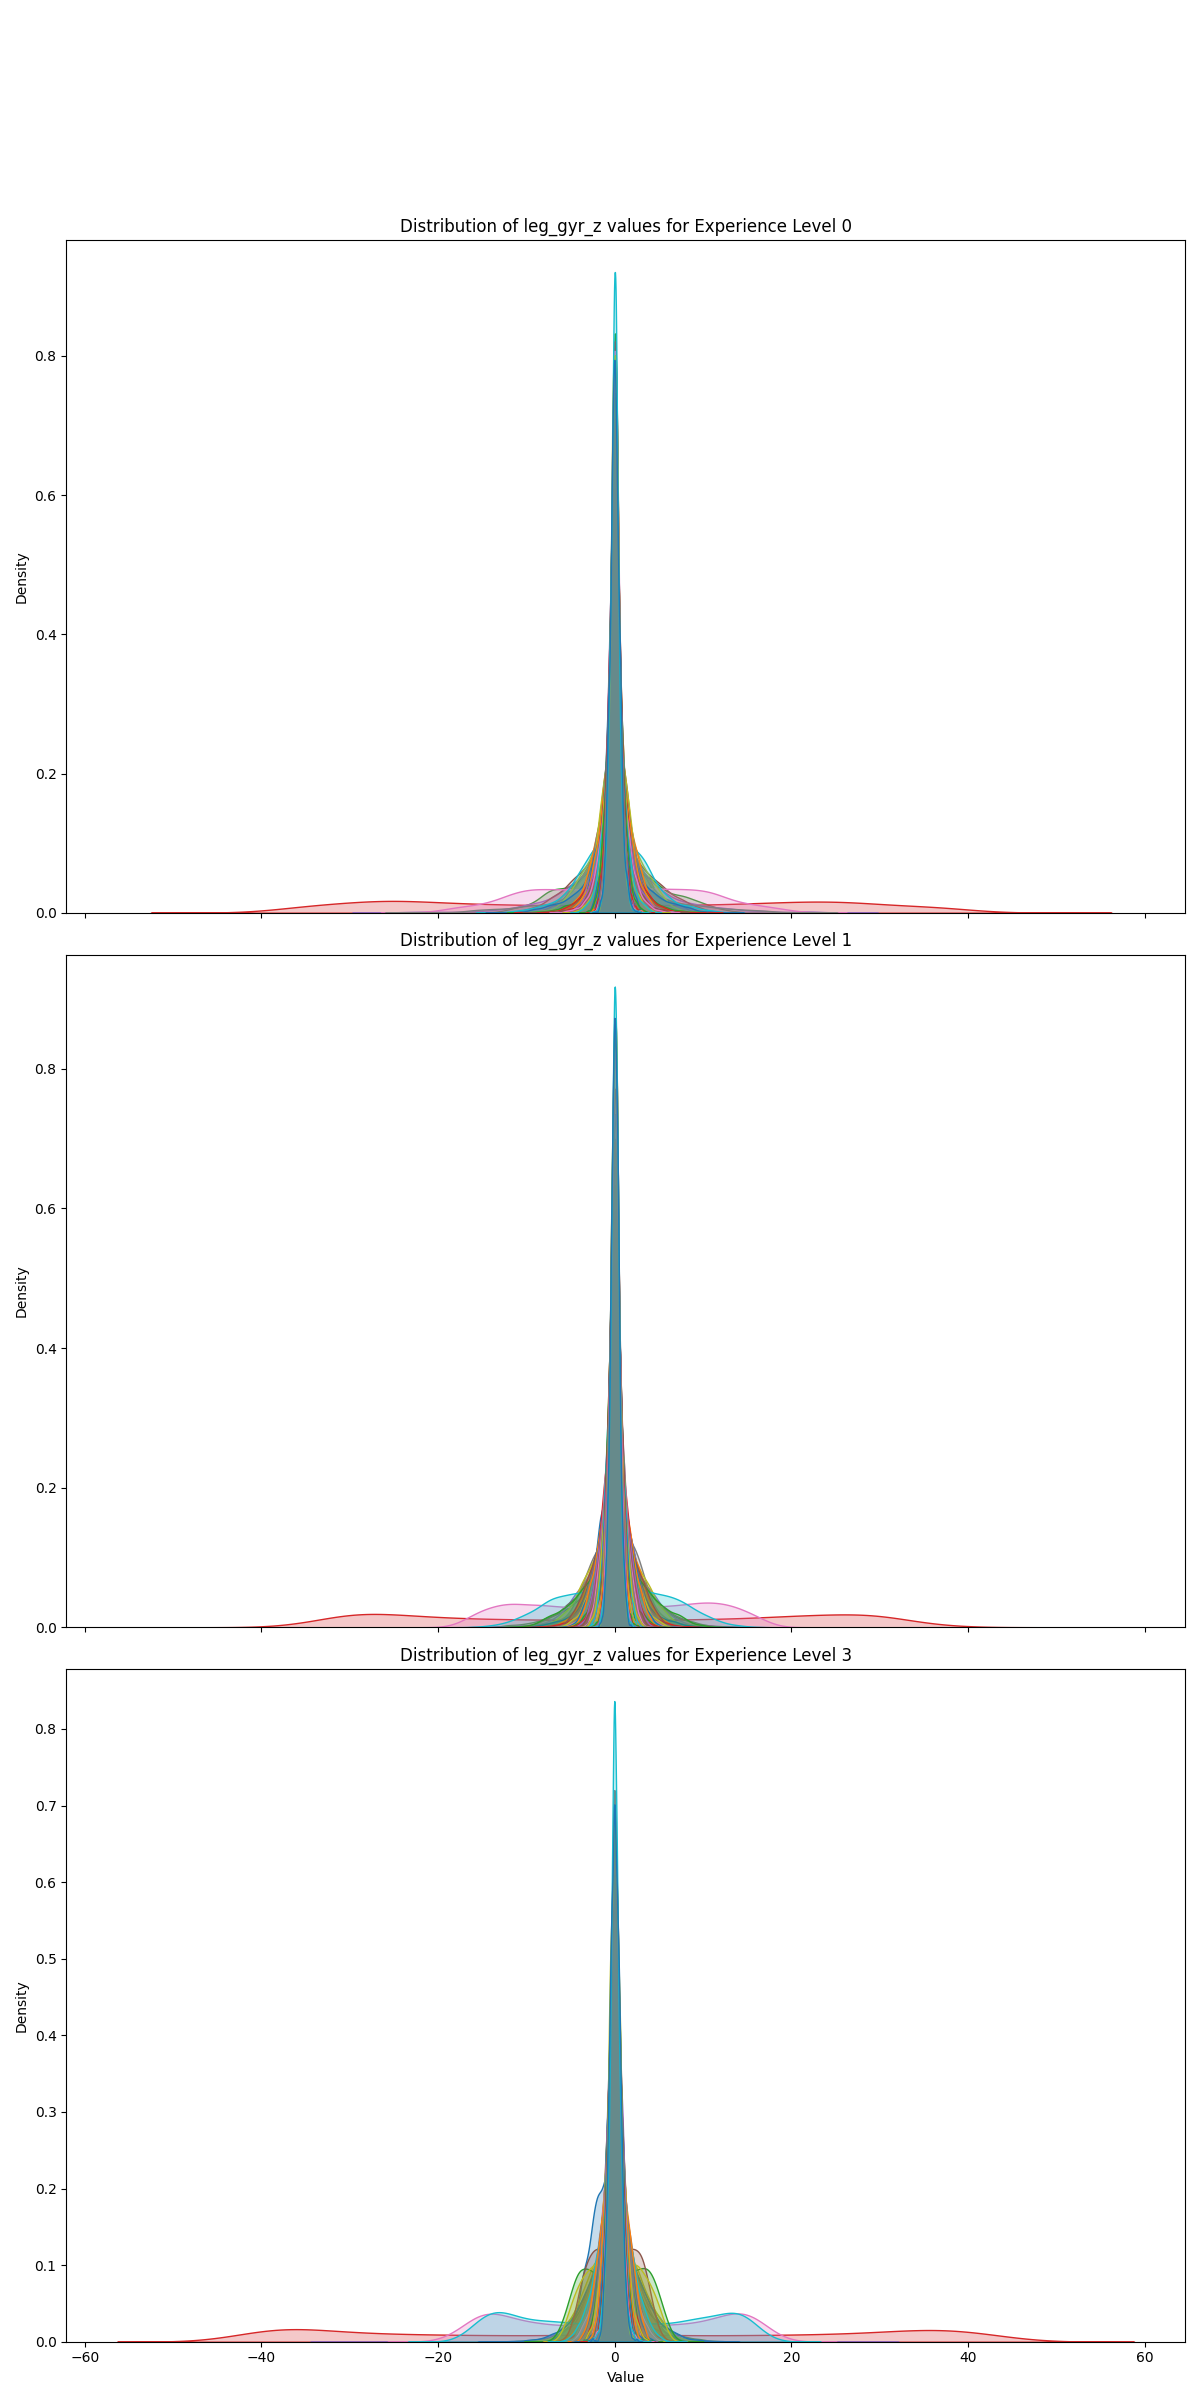 Distribution of leg_gyr_z values for Experience Level 0
Density
0.8
0.6
0.4
0.2
0.0
Distribution of leg_gyr_z values for Experience Level 1
Density
0.8
0.6
0.4
0.2
0.0
Distribution of leg_gyr_z values for Experience Level 3
Density
0.8
0.7
0.6
0.5
0.4
0.3
0.2
0.1
0.0
−60 −40 −20 0 20 40 60
Value